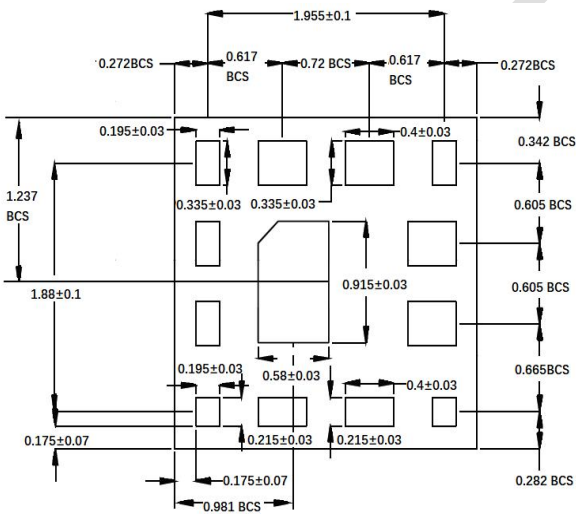 1.955±0.1
0.272BCS
0.617
BCS
0.72 BCS
0.617
BCS
0.272BCS
0.195±0.03
0.4±0.03
0.342 BCS
1.237
BCS
0.335±0.03
0.335±0.03
0.605 BCS
1.88±0.1
0.915±0.03
0.605 BCS
0.195±0.03
0.58±0.03
0.4±0.03
0.665BCS
0.175±0.07
0.215±0.03
0.215±0.03
0.175±0.07
0.282 BCS
0.981 BCS